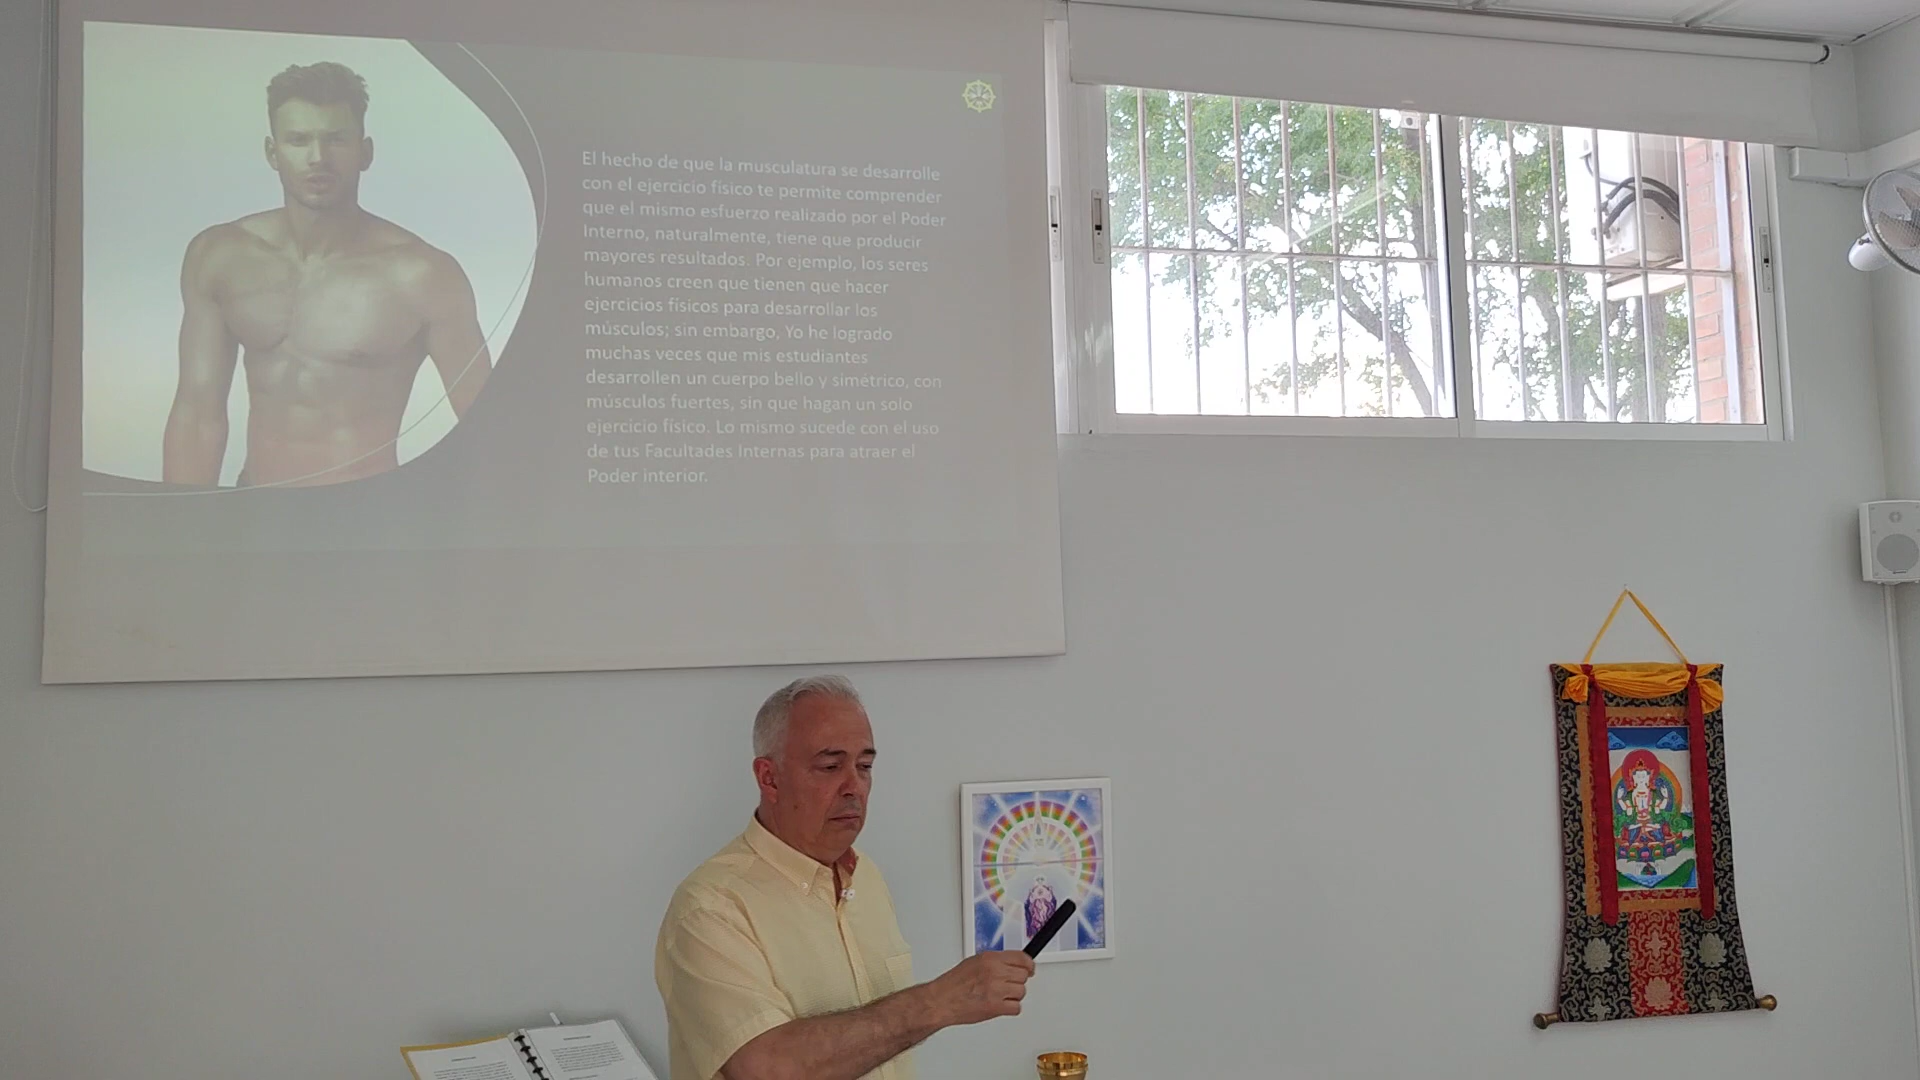 El hecho de que la musculatura se desarrolle
con el ejercicio físico te permite comprender
que el mismo esfuerzo realizado por el Poder
Interno, naturalmente, tiene que producir
mayores resultados. Por ejemplo, los seres
humanos creen que tienen que hacer
ejercicios físicos para desarrollar los
músculos; sin embargo, Yo he logrado
muchas veces que mis estudiantes
desarrollen un cuerpo bello y simétrico, con
músculos fuertes, sin que hagan un solo
ejercicio físico. Lo mismo sucede con el uso
de tus Facultades Internas para atraer el
Poder interior.